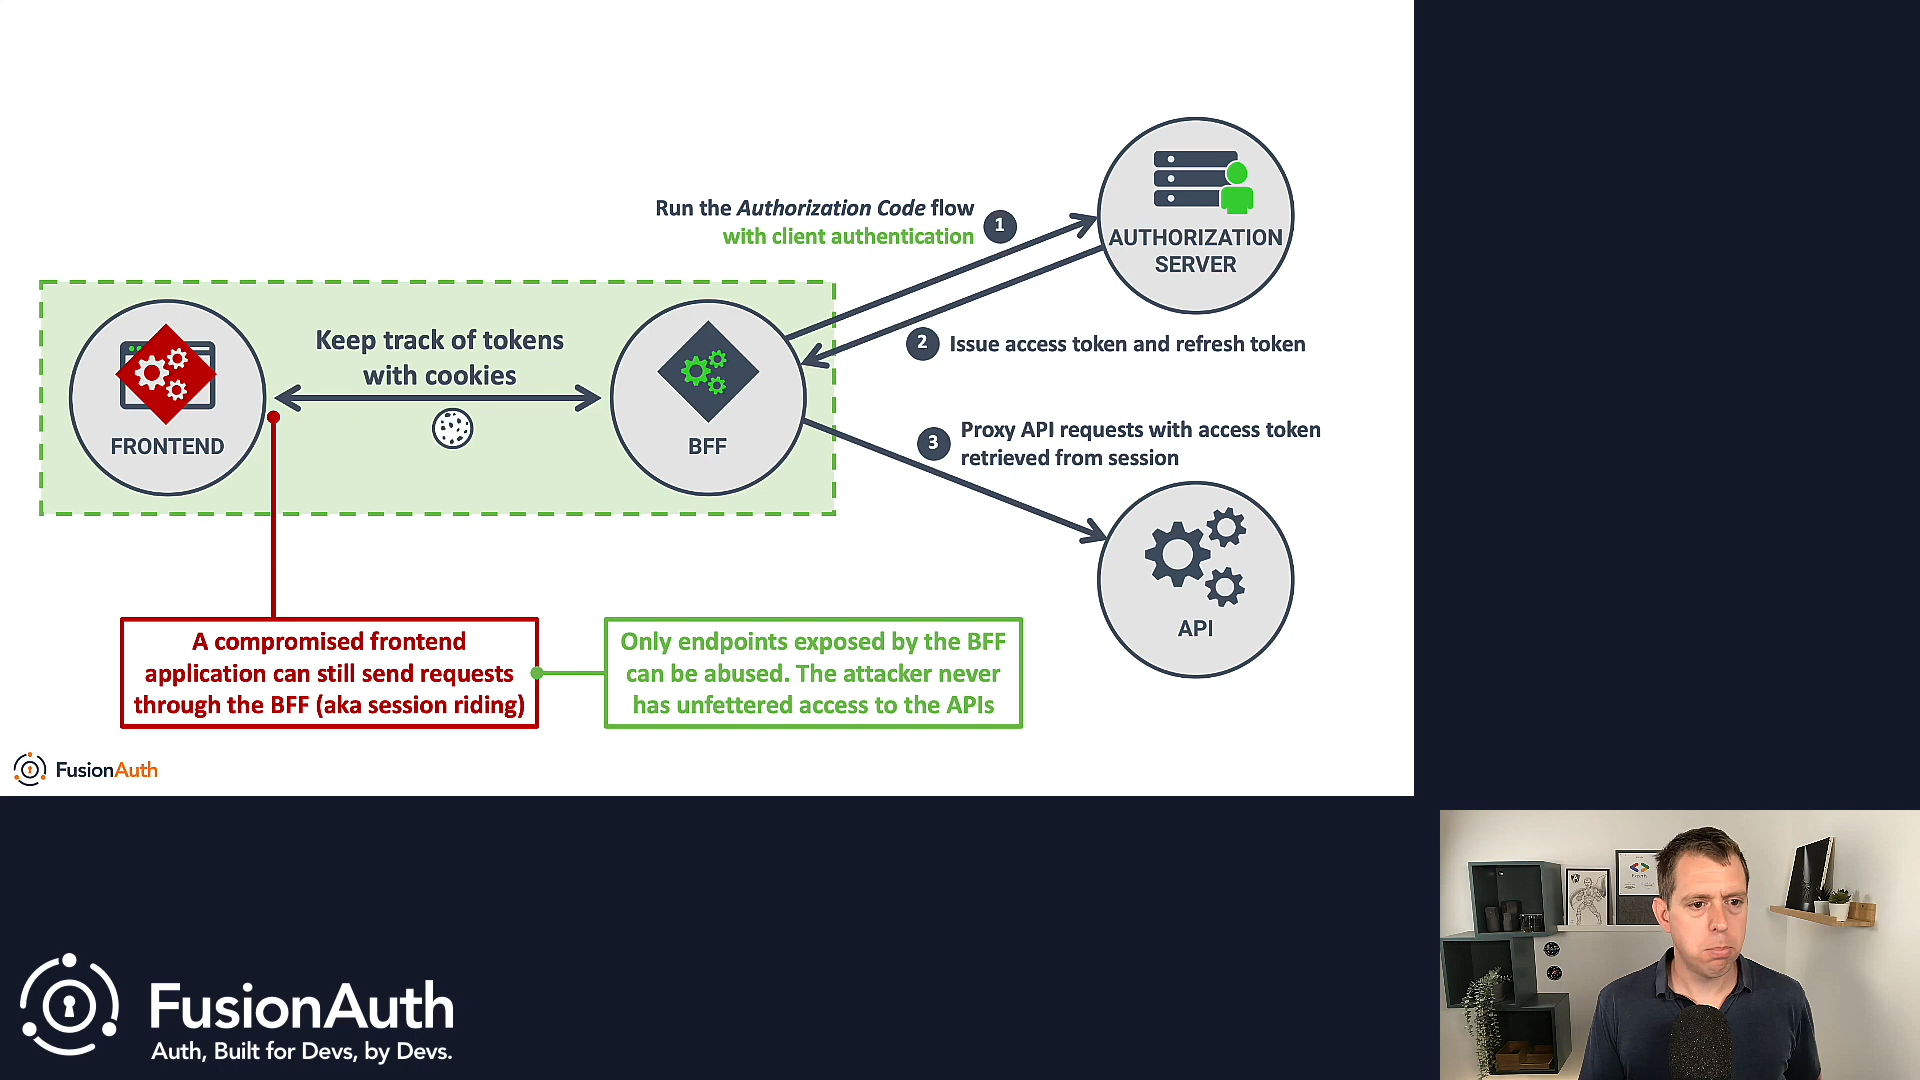 Run the Authorization Code flow
with client authentication
1
AUTHORIZATION
SERVER
Keep track of tokens
with cookies
2
Issue access token and refresh token
FRONTEND
BFF
3
Proxy API requests with access token
retrieved from session
API
A compromised frontend
application can still send requests
through the BFF (aka session riding)
Only endpoints exposed by the BFF
can be abused. The attacker never
has unfettered access to the APIs
FusionAuth
FusionAuth
Auth, Built for Devs, by Devs.